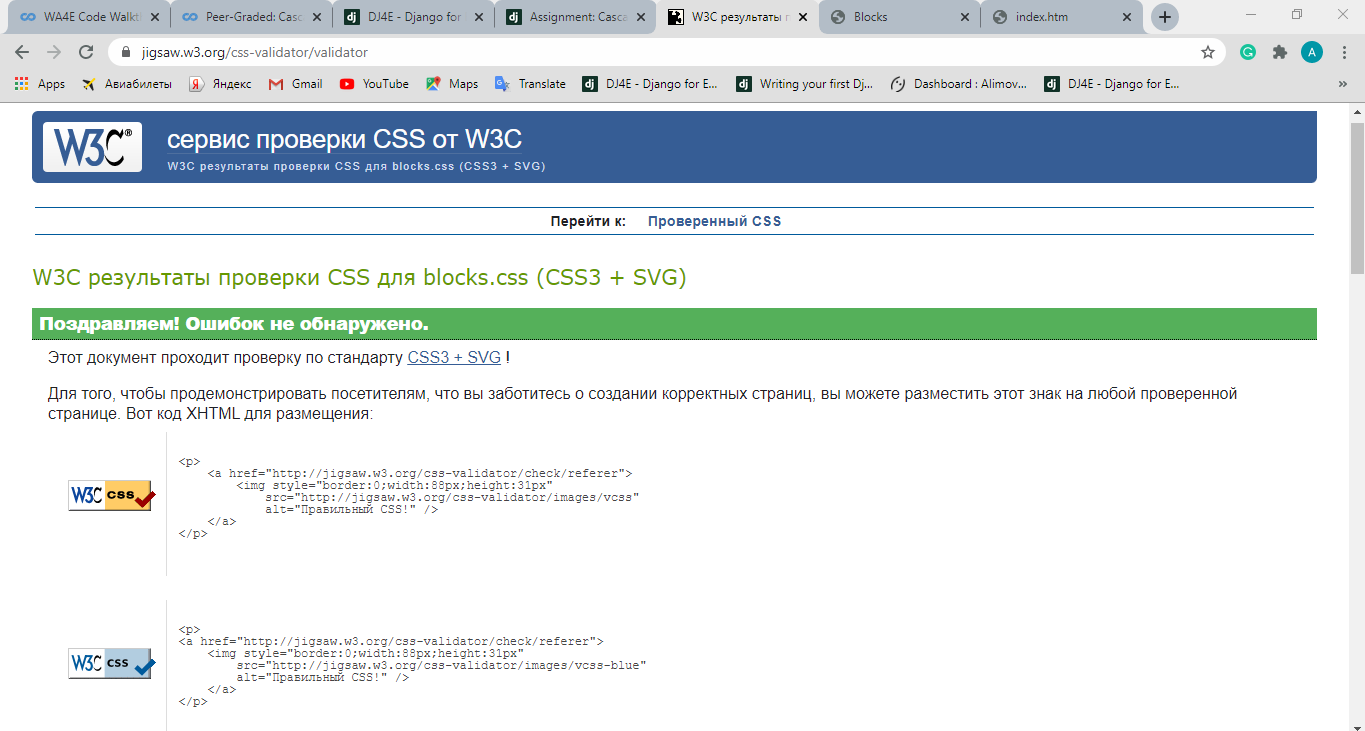 WA4E Code Walkt
Peer-Graded: Casc
DJ4E - Django for
Assignment: Casca
W3C результаты п
Blocks
index.htm
jigsaw.w3.org/css-validator/validator
A
Apps
Авиабилеты
Яндекс
Gmail
YouTube
Maps
Translate
dj DJ4E - Django for E...
dj Writing your first Dj...
Dashboard : Alimov...
dj DJ4E - Django for E...
»
W3C® сервис проверки CSS от W3C
W3C результаты проверки CSS для blocks.css (CSS3 + SVG)
Перейти к: Проверенный CSS
W3C результаты проверки CSS для blocks.css (CSS3 + SVG)
Поздравляем! Ошибок не обнаружено.
Этот документ проходит проверку по стандарту CSS3 + SVG !
Для того, чтобы продемонстрировать посетителям, что вы заботитесь о создании корректных страниц, вы можете разместить этот знак на любой проверенной
странице. Вот код XHTML для размещения:
W3C css
<p>
<a href="http://jigsaw.w3.org/css-validator/check/referer">
<img style="border:0;width:88px;height:31px"
src="http://jigsaw.w3.org/css-validator/images/vcss"
alt="Правильный CSS!" />
</a>
</p>
W3C css
<p>
<a href="http://jigsaw.w3.org/css-validator/check/referer">
<img style="border:0;width:88px;height:31px"
src="http://jigsaw.w3.org/css-validator/images/vcss-blue"
alt="Правильный CSS!" />
</a>
</p>